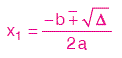 x₁ = (-b ∓ √Δ) / 2a